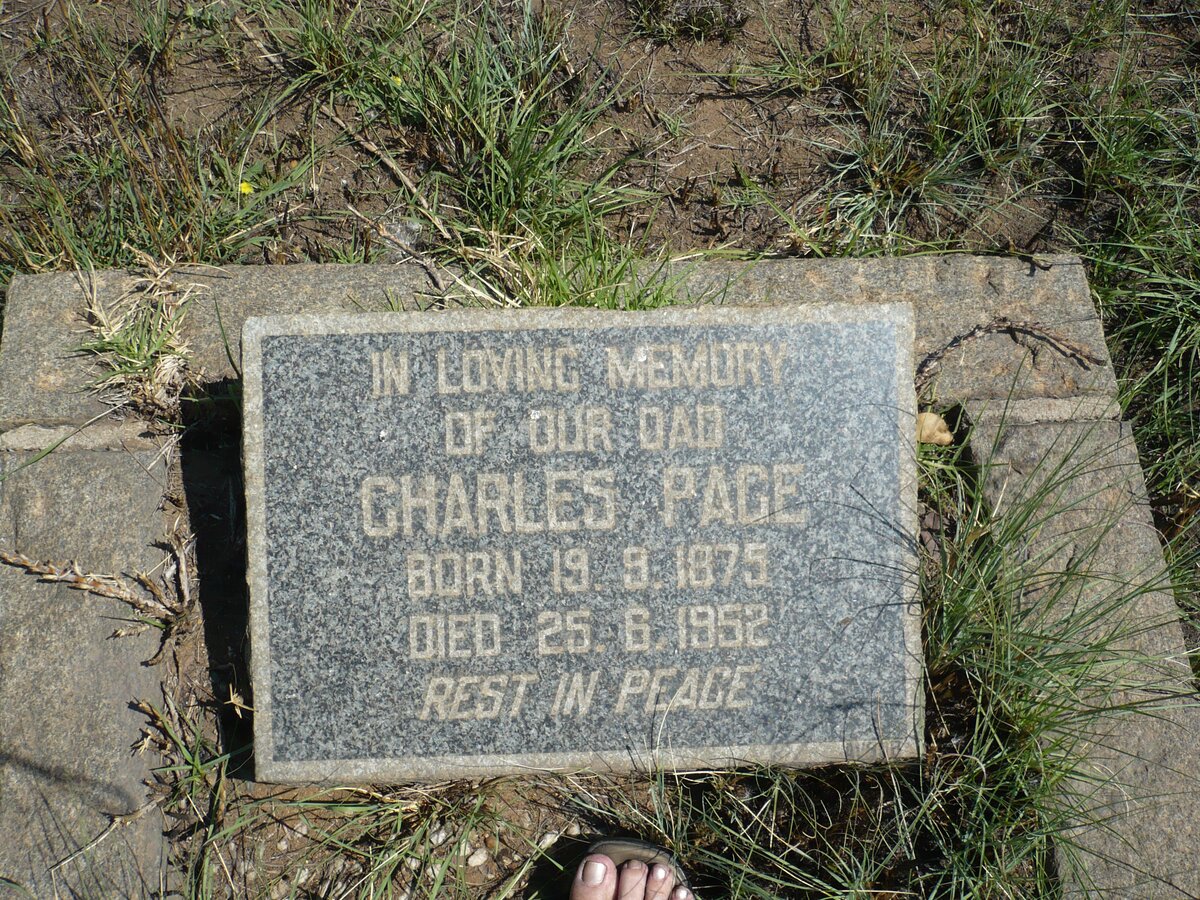 IN LOVING MEMORY
OF OUR DAD
CHARLES PAGE
BORN 19. 9. 1875
DIED 25. 6. 1952
REST IN PEACE